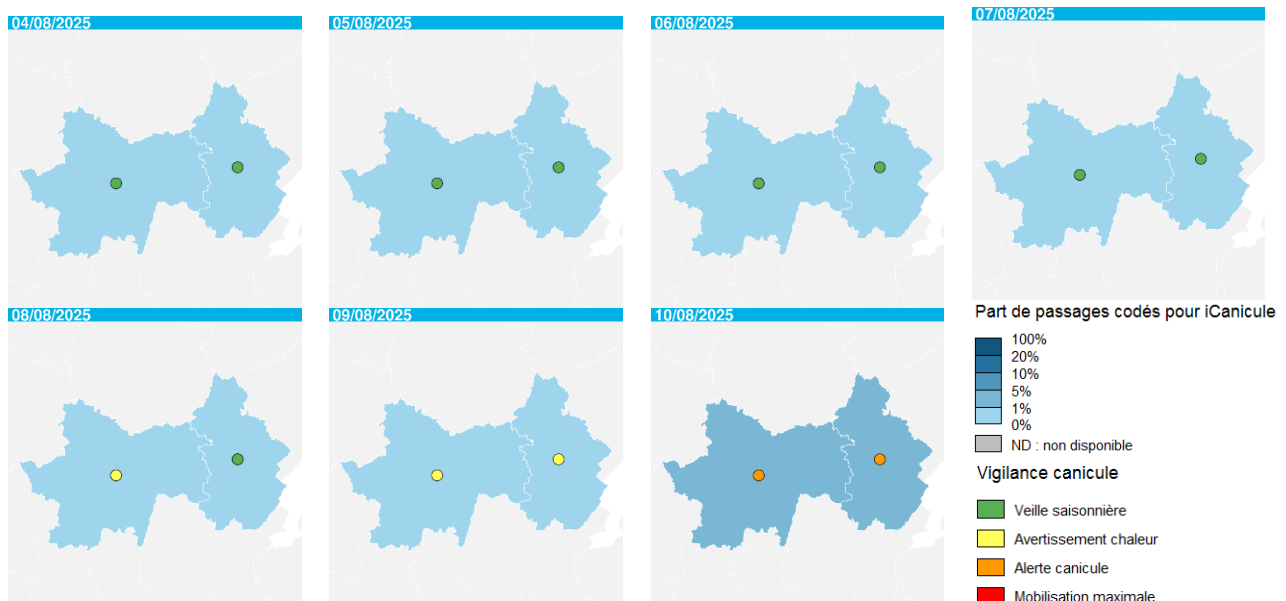 04/08/2025
05/08/2025
06/08/2025
07/08/2025
08/08/2025
09/08/2025
10/08/2025
Part de passages codés pour iCanicule
100%
20%
10%
5%
1%
0%
ND : non disponible
Vigilance canicule
Veille saisonnière
Avertissement chaleur
Alerte canicule
Mobilisation maximale